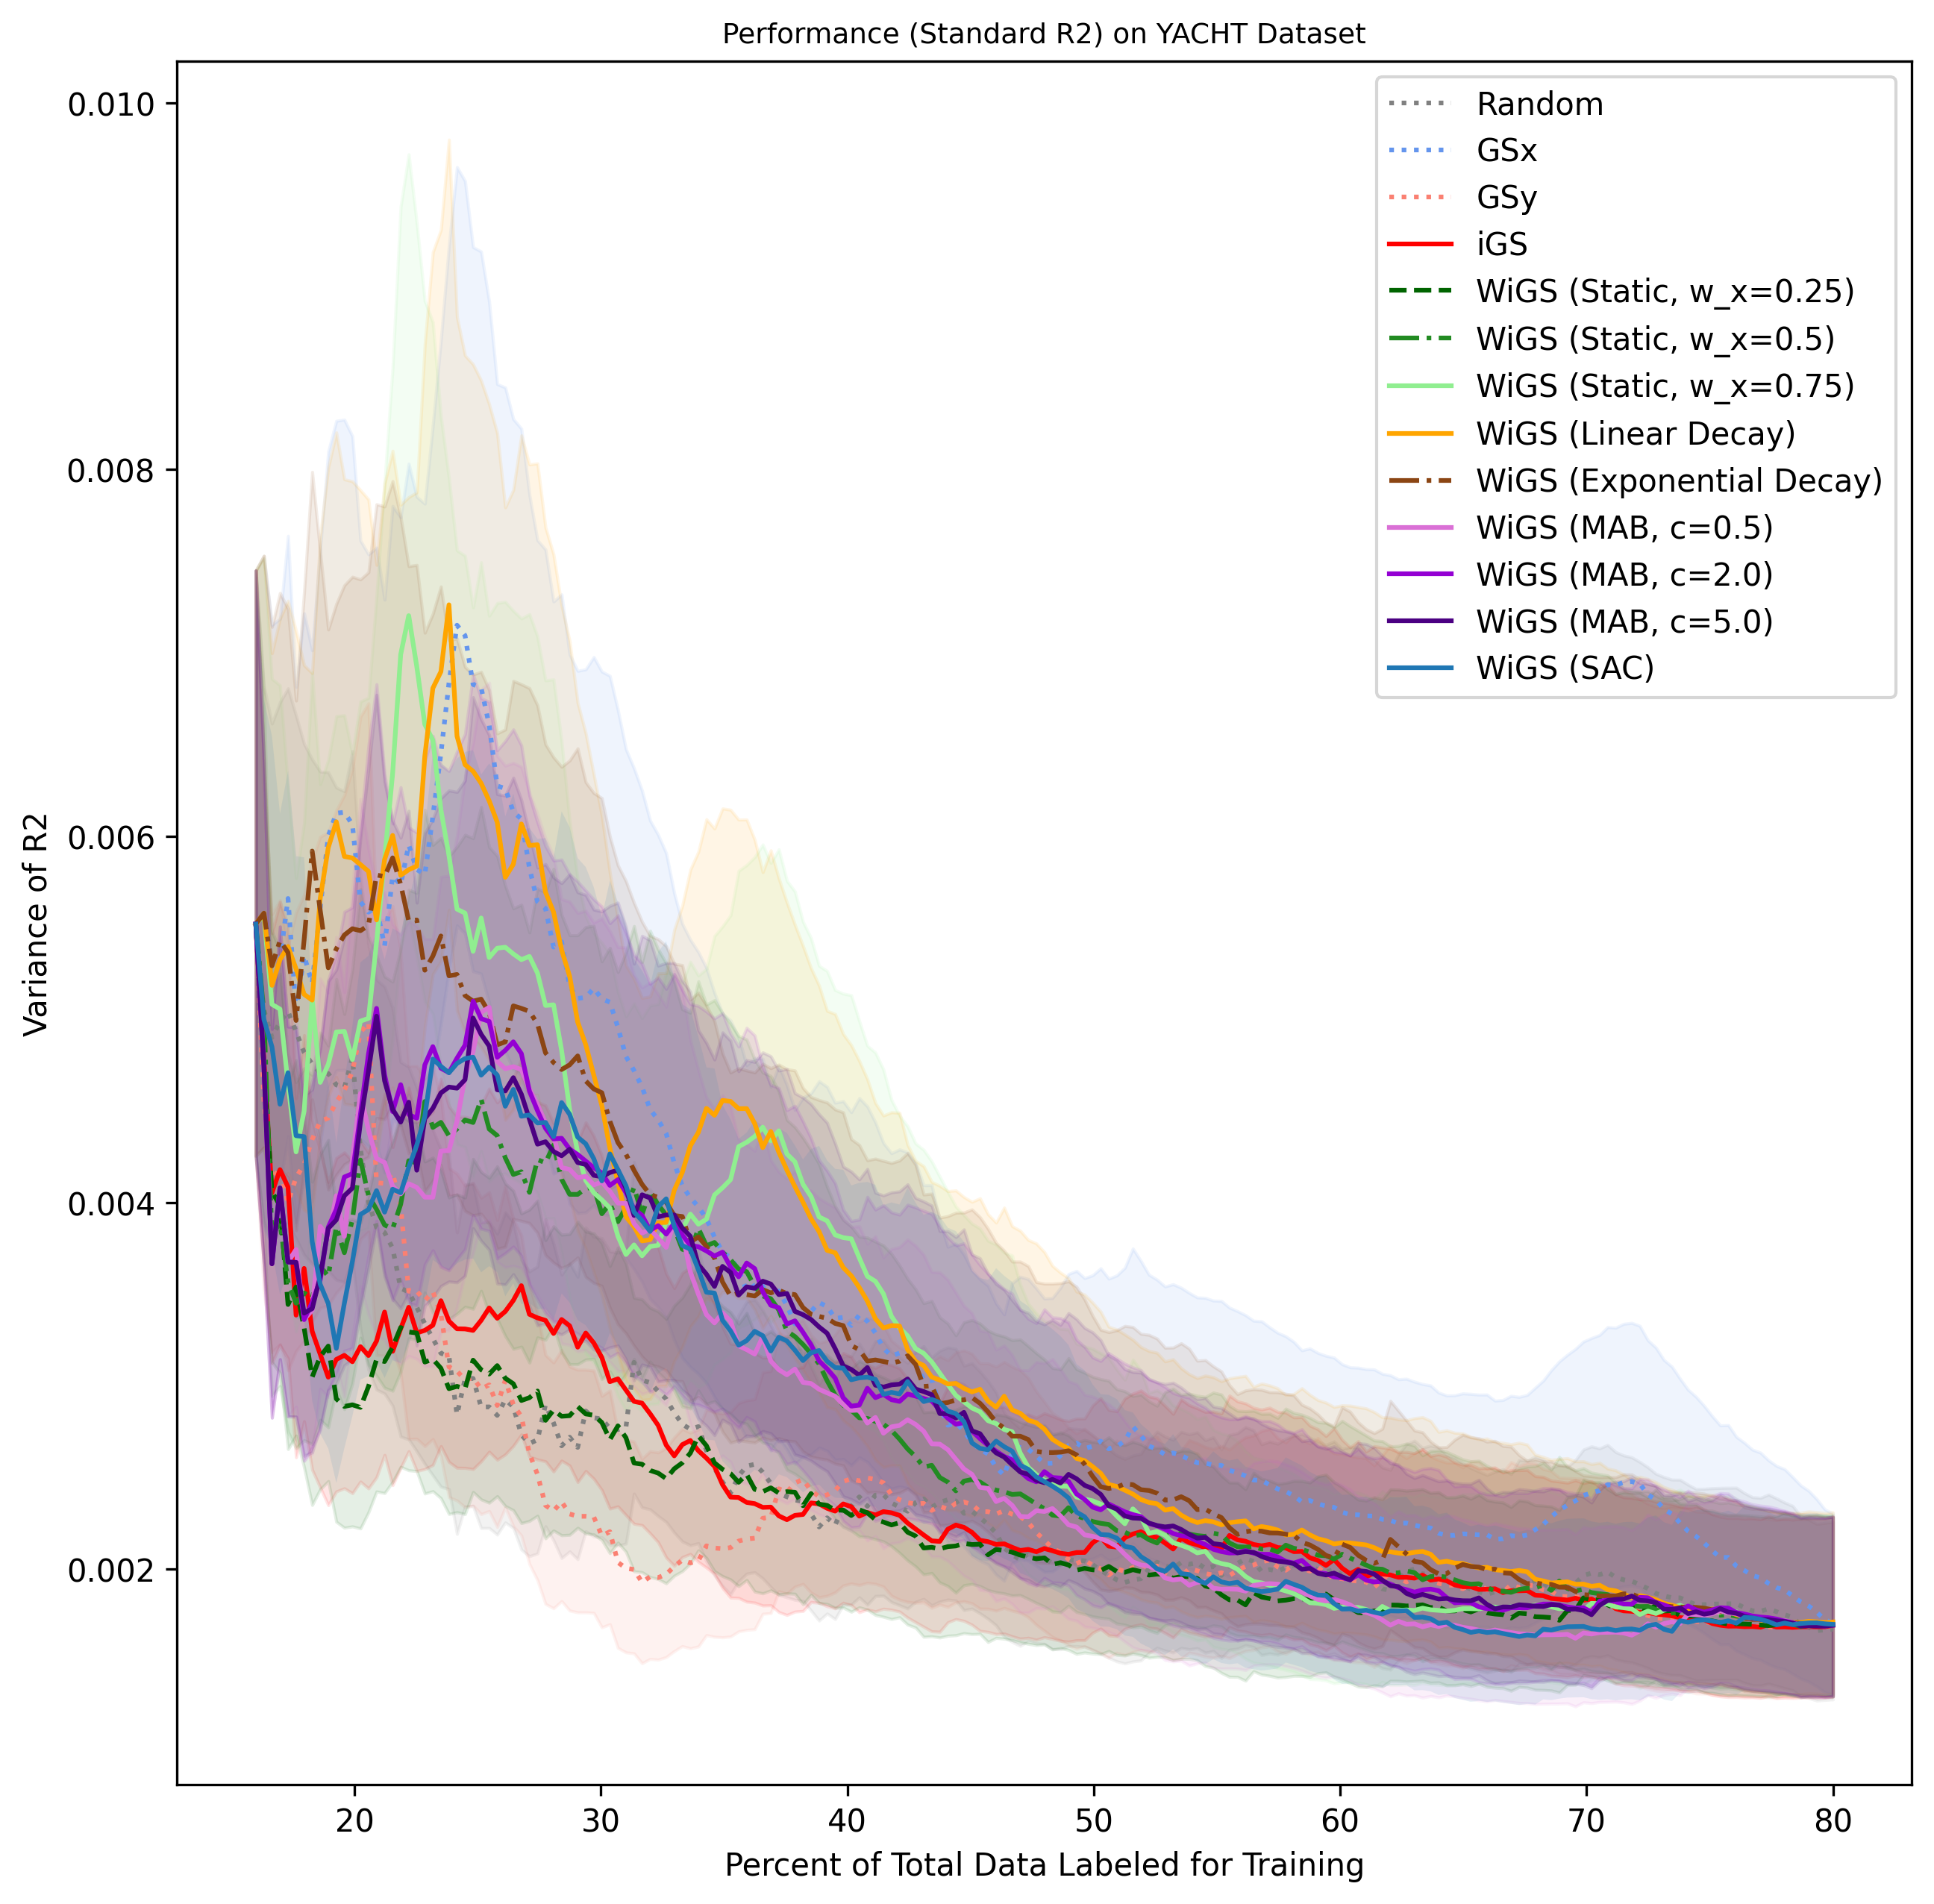 Performance (Standard R2) on YACHT Dataset
Variance of R2
0.010
0.008
0.006
0.004
0.002
Random
GSx
GSy
iGS
WiGS (Static, w_x=0.25)
WiGS (Static, w_x=0.5)
WiGS (Static, w_x=0.75)
WiGS (Linear Decay)
WiGS (Exponential Decay)
WiGS (MAB, c=0.5)
WiGS (MAB, c=2.0)
WiGS (MAB, c=5.0)
WiGS (SAC)
20 30 40 50 60 70 80
Percent of Total Data Labeled for Training